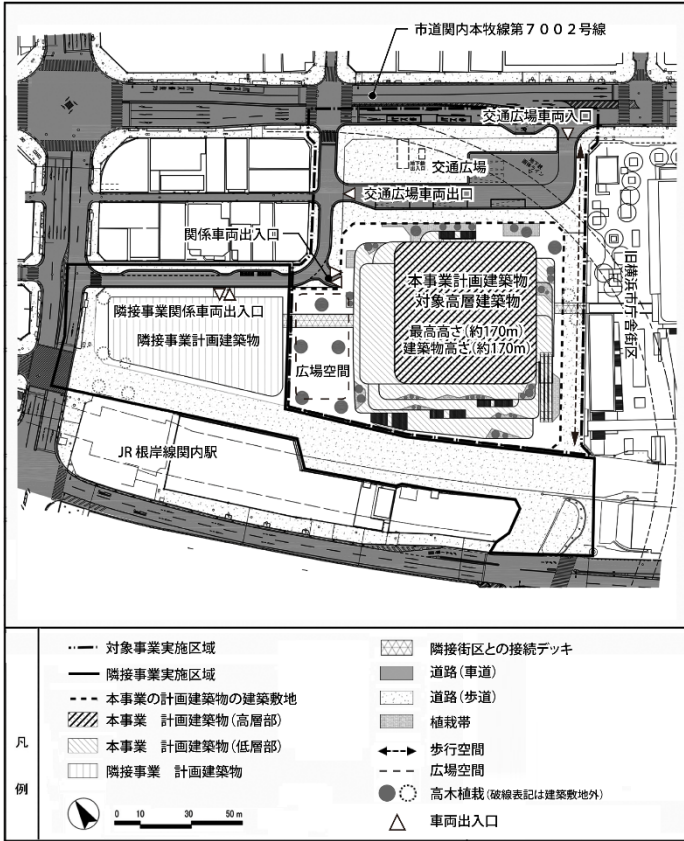 市道関内本牧線第7002号線
交通広場車両入口
交通広場
交通広場車両出口
関係車両出入口
旧横浜市庁舎街区
本事業計画建築物
対象高層建築物
最高高さ(約170m)
建築物高さ(約170m)
隣接事業関係車両出入口
隣接事業計画建築物
広場空間
JR根岸線関内駅
凡例
対象事業実施区域
隣接事業実施区域
本事業の計画建築物の建築敷地
本事業 計画建築物(高層部)
本事業 計画建築物(低層部)
隣接事業 計画建築物
0 10 30 50 m
隣接街区との接続デッキ
道路(車道)
道路(歩道)
植栽帯
歩行空間
広場空間
高木植栽(破線表記は建築敷地外)
車両出入口